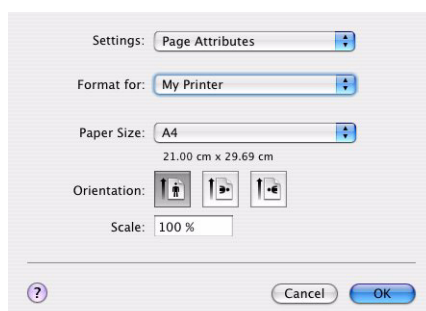 Settings: Page Attributes
Format for: My Printer
Paper Size: A4
21.00 cm x 29.69 cm
Orientation:
Scale: 100 %
? Cancel OK